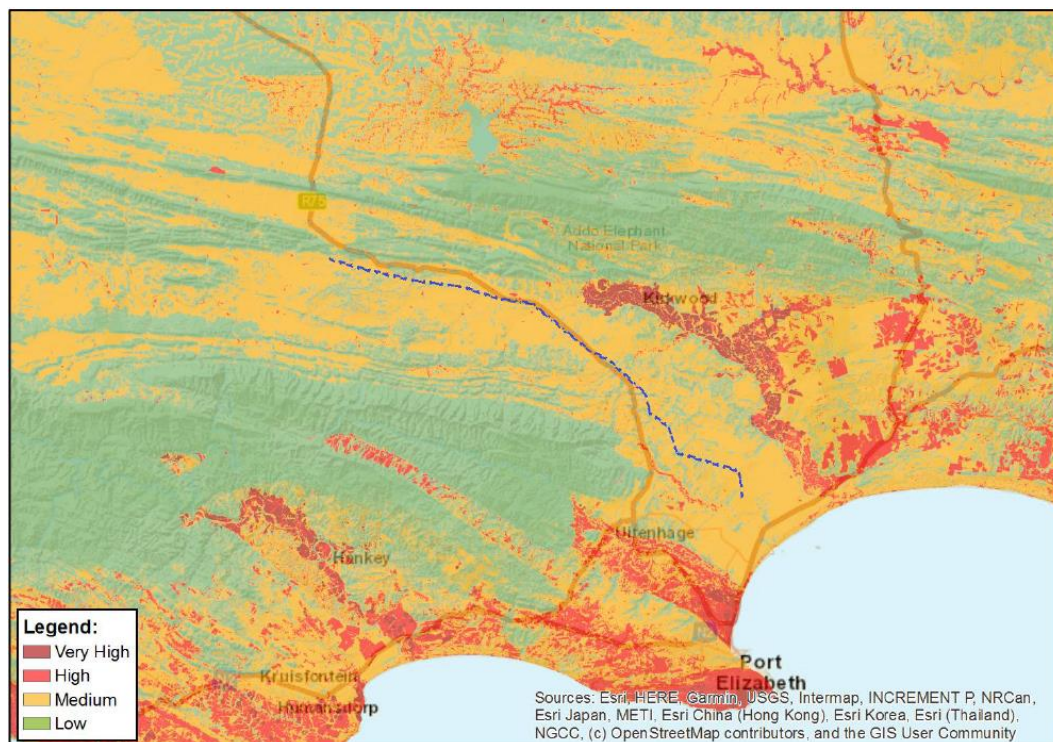 R75
Addo Elephant
National Park
Kirkwood
Uitenhage
Hankey
Legend:
Very High
High
Medium
Low
Kruisfontein
Humansdorp
Port
Elizabeth
Sources: Esri, HERE, Garmin, USGS, Intermap, INCREMENT P, NRCan,
Esri Japan, METI, Esri China (Hong Kong), Esri Korea, Esri (Thailand),
NGCC, (c) OpenStreetMap contributors, and the GIS User Community